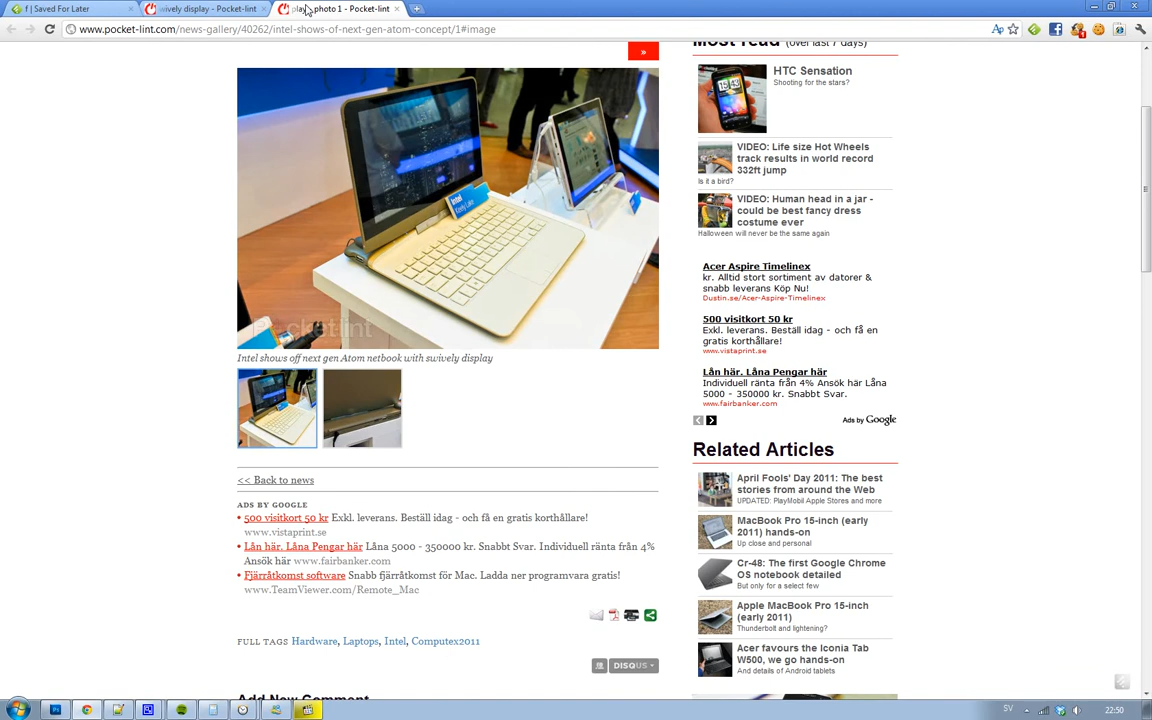 f | Saved For Later
wively display - Pocket-lint
photo 1 - Pocket-lint
www.pocket-lint.com/news-gallery/40262/intel-shows-of-next-gen-atom-concept/1#image
»
Most read (over last 7 days)
HTC Sensation
Shooting for the stars?
VIDEO: Life size Hot Wheels
track results in world record
332ft jump
Is it a bird?
VIDEO: Human head in a jar -
could be best fancy dress
costume ever
Halloween will never be the same again
Intel
Pocket-lint
Intel shows off next gen Atom netbook with swively display
Acer Aspire Timelinex
kr. Alltid stort sortiment av datorer &
snabb leverans Köp Nu!
Dustin.se/Acer-Aspire-Timelinex
500 visitkort 50 kr
Exkl. leverans. Beställ idag - och få en
gratis korthållare!
www.vistaprint.se
Lån här. Låna Pengar här
Individuell ränta från 4% Ansök här Låna
5000 - 350000 kr. Snabbt Svar.
www.fairbanker.com
Ads by Google
<< Back to news
ADS BY GOOGLE
• 500 visitkort 50 kr Exkl. leverans. Beställ idag - och få en gratis korthållare!
www.vistaprint.se
• Lån här. Låna Pengar här Låna 5000 - 350000 kr. Snabbt Svar. Individuell ränta från 4%
Ansök här www.fairbanker.com
• Fjärråtkomst software Snabb fjärråtkomst för Mac. Ladda ner programvara gratis!
www.TeamViewer.com/Remote_Mac
FULL TAGS Hardware, Laptops, Intel, Computex2011
DISQUS
Add New Comment
Related Articles
April Fools' Day 2011: The best
stories from around the Web
UPDATED: PlayMobil Apple Stores and more
MacBook Pro 15-inch (early
2011) hands-on
Up close and personal
Cr-48: The first Google Chrome
OS notebook detailed
But only for a select few
Apple MacBook Pro 15-inch
(early 2011)
Thunderbolt and lightening?
Acer favours the Iconia Tab
W500, we go hands-on
And details of Android tablets
SV
22:50